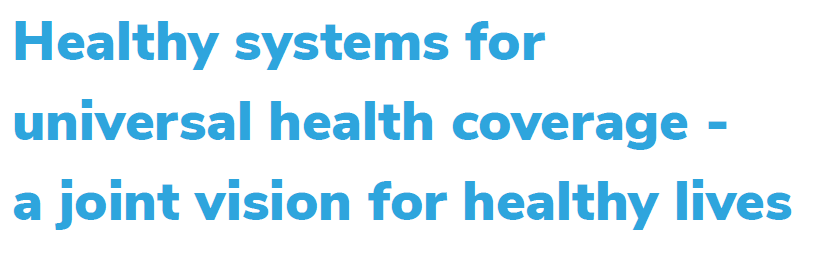 Healthy systems for
universal health coverage -
a joint vision for healthy lives